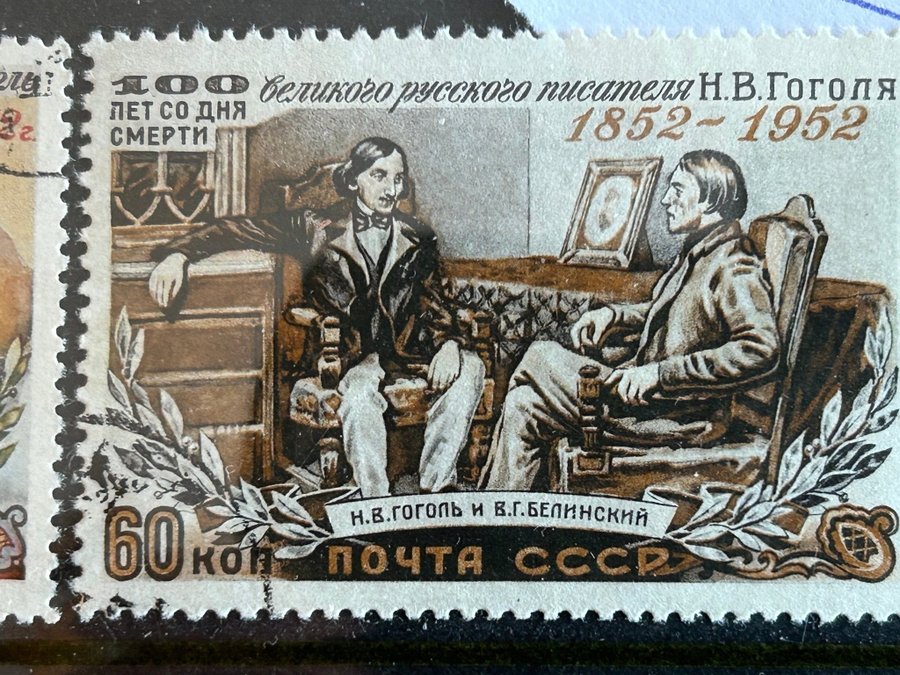 100 великого русского писателя Н.В.Гоголя
ЛЕТ СО ДНЯ
СМЕРТИ
1852-1952
Н.В.ГОГОЛЬ и В.Г.БЕЛИНСКИЙ
60 КОП
ПОЧТА СССР